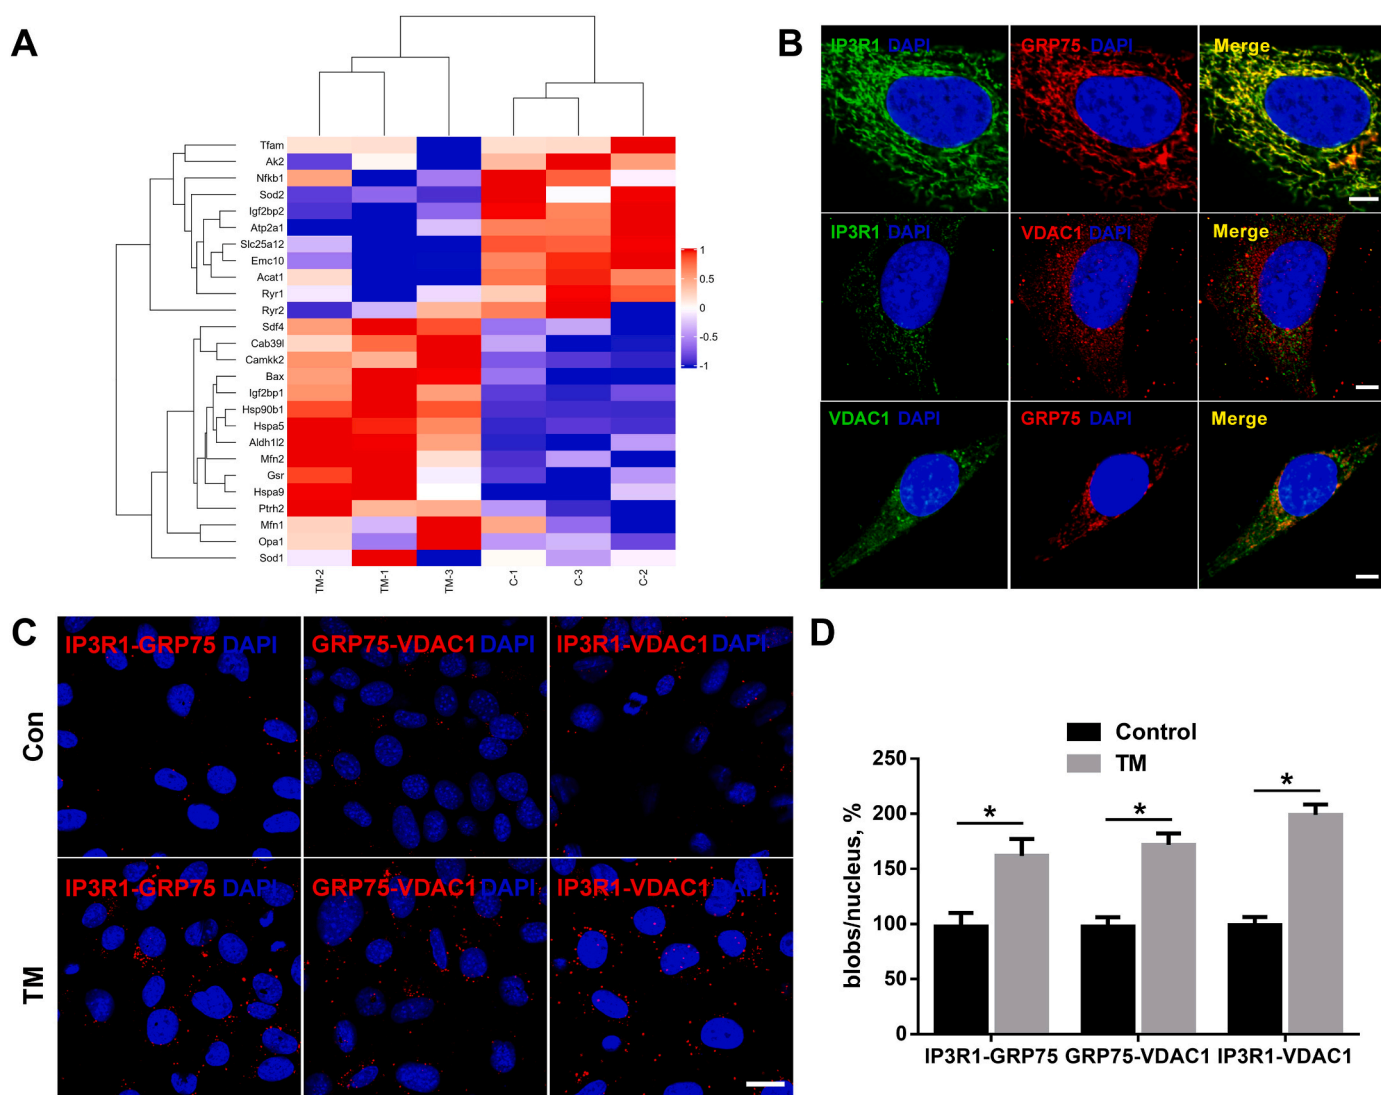 A
Tfam
Ak2
Nfkb1
Sod2
Igf2bp2
Atp2a1
Slc25a12
Emc10
Acat1
Ryr1
Ryr2
Sdf4
Cab39l
Camkk2
Bax
Igf2bp1
Hsp90b1
Hspa5
Aldh1l2
Mfn2
Gsr
Hspa9
Ptrh2
Mfn1
Opa1
Sod1
TM-2 TM-1 TM-3 C-1 C-3 C-2
1
0.5
0
-0.5
-1
B
IP3R1 DAPI GRP75 DAPI Merge
IP3R1 DAPI VDAC1 DAPI Merge
VDAC1 DAPI GRP75 DAPI Merge
C
Con
IP3R1-GRP75 DAPI GRP75-VDAC1 DAPI IP3R1-VDAC1 DAPI
TM
IP3R1-GRP75 DAPI GRP75-VDAC1 DAPI IP3R1-VDAC1 DAPI
D
Control
TM
blobs/nucleus, %
250
200
150
100
50
0
* * *
IP3R1-GRP75 GRP75-VDAC1 IP3R1-VDAC1